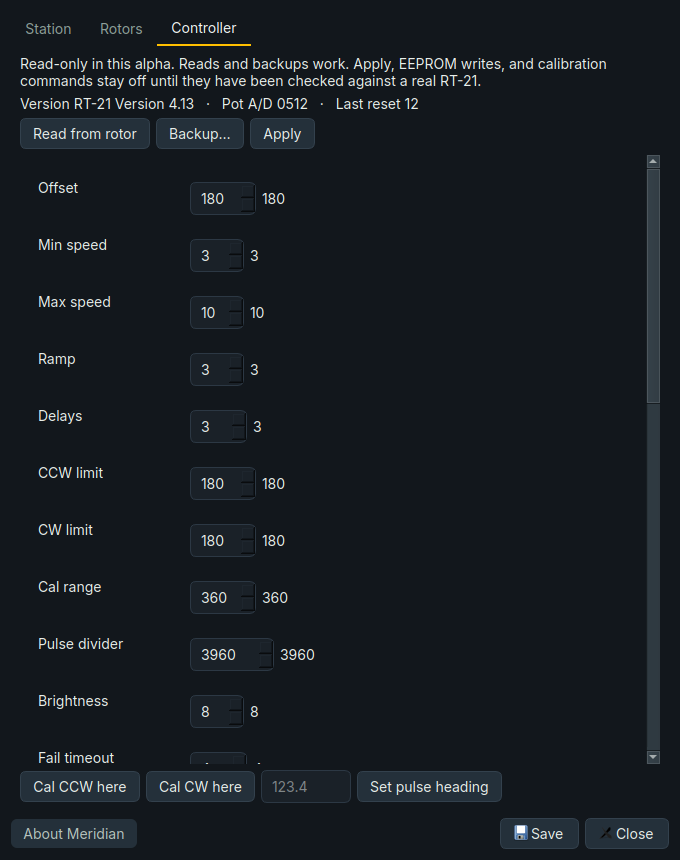 Station Rotors Controller
Read-only in this alpha. Reads and backups work. Apply, EEPROM writes, and calibration
commands stay off until they have been checked against a real RT-21.
Version RT-21 Version 4.13 · Pot A/D 0512 · Last reset 12
Read from rotor Backup... Apply
Offset 180 180
Min speed 3 3
Max speed 10 10
Ramp 3 3
Delays 3 3
CCW limit 180 180
CW limit 180 180
Cal range 360 360
Pulse divider 3960 3960
Brightness 8 8
Fail timeout
Cal CCW here Cal CW here 123.4 Set pulse heading
About Meridian Save Close